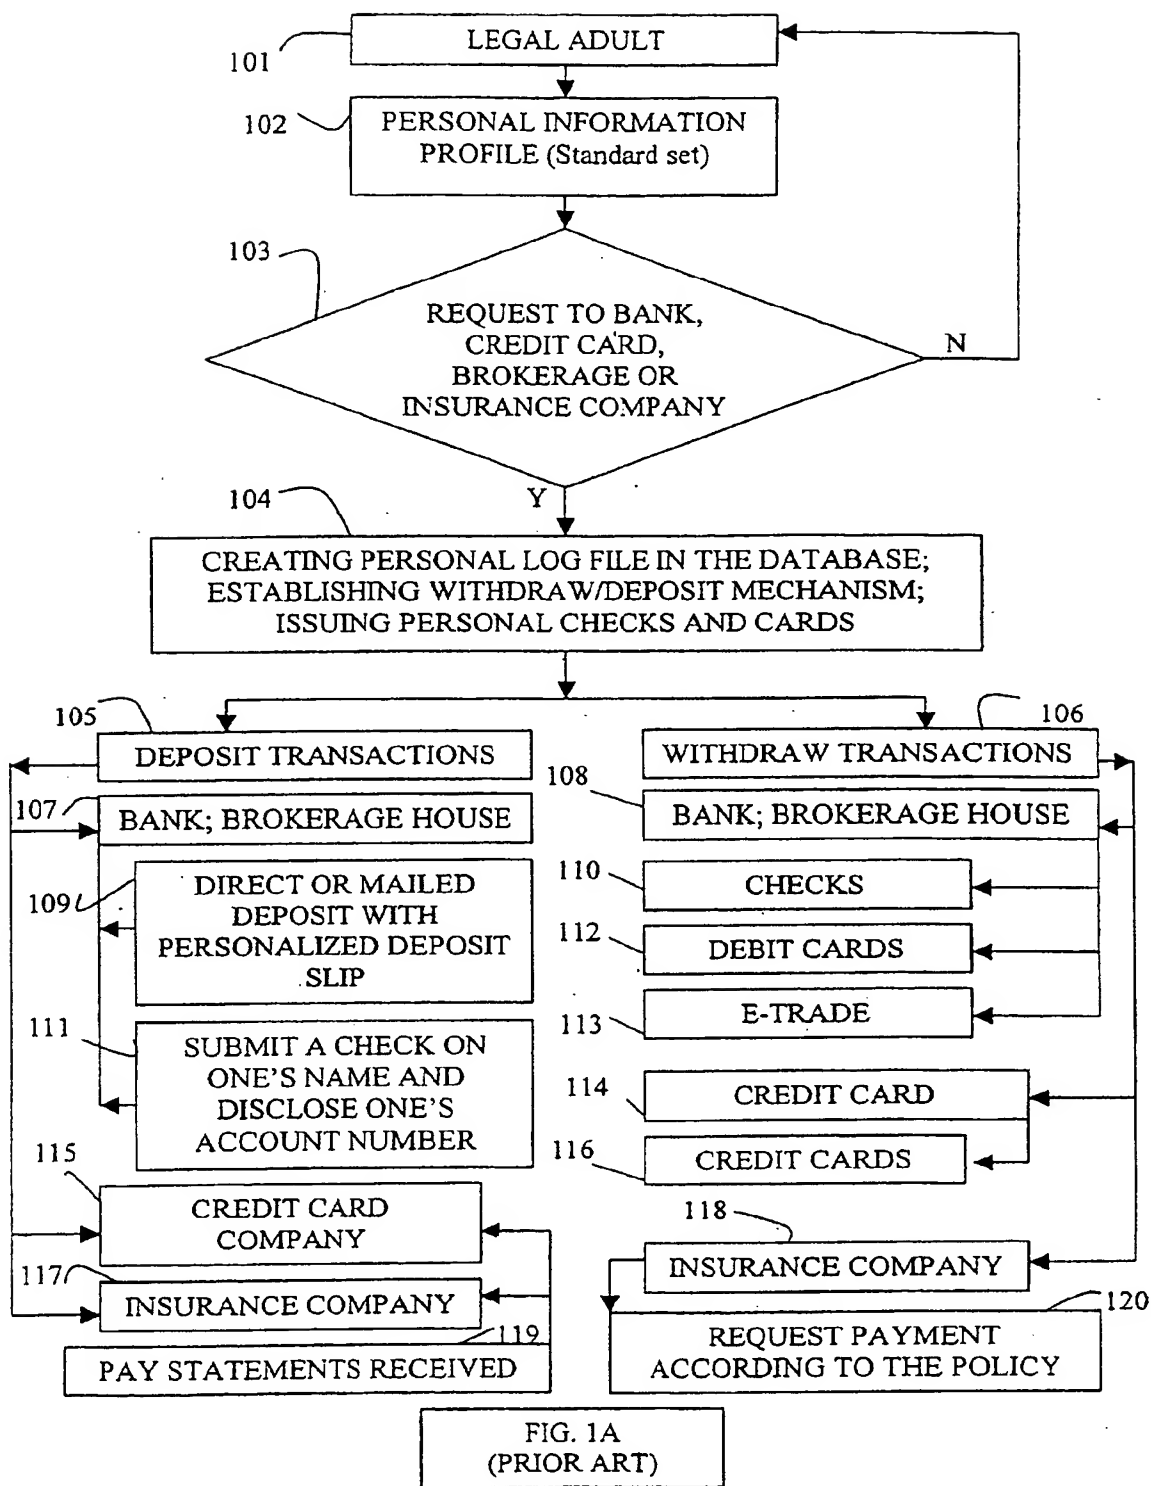 LEGAL ADULT
101
102
PERSONAL INFORMATION
PROFILE (Standard set)
103
REQUEST TO BANK,
CREDIT CARD,
BROKERAGE OR
INSURANCE COMPANY
N
Y
104
CREATING PERSONAL LOG FILE IN THE DATABASE;
ESTABLISHING WITHDRAW/DEPOSIT MECHANISM;
ISSUING PERSONAL CHECKS AND CARDS
105
DEPOSIT TRANSACTIONS
107
BANK; BROKERAGE HOUSE
109
DIRECT OR MAILED
DEPOSIT WITH
PERSONALIZED DEPOSIT
SLIP
111
SUBMIT A CHECK ON
ONE'S NAME AND
DISCLOSE ONE'S
ACCOUNT NUMBER
115
CREDIT CARD
COMPANY
117
INSURANCE COMPANY
119
PAY STATEMENTS RECEIVED
106
WITHDRAW TRANSACTIONS
108
BANK; BROKERAGE HOUSE
110
CHECKS
112
DEBIT CARDS
113
E-TRADE
114
CREDIT CARD
116
CREDIT CARDS
118
INSURANCE COMPANY
120
REQUEST PAYMENT
ACCORDING TO THE POLICY
FIG. 1A
(PRIOR ART)